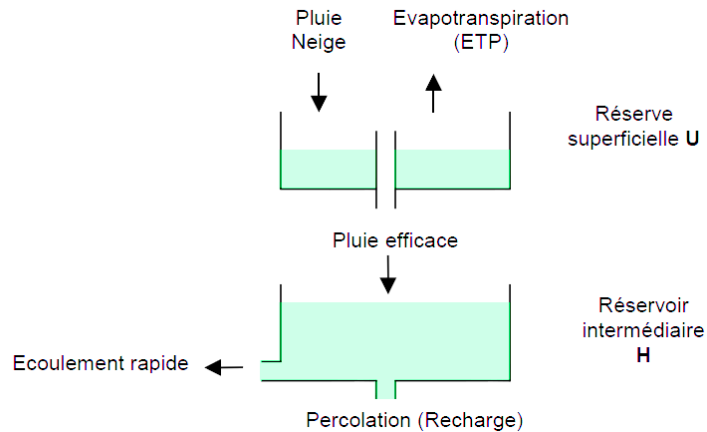 Pluie
Neige
Evapotranspiration
(ETP)
Réserve
superficielle U
Pluie efficace
Réservoir
intermédiaire
H
Ecoulement rapide
Percolation (Recharge)